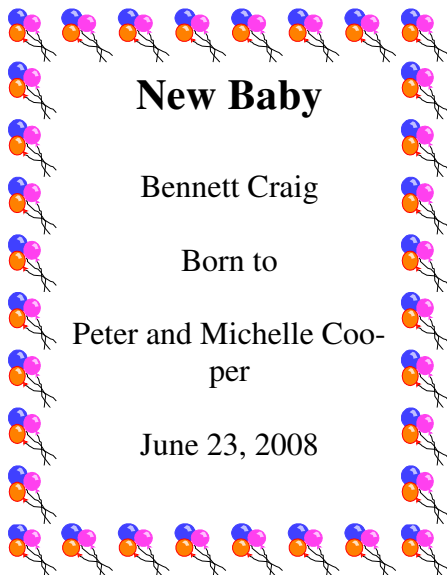 New Baby
Bennett Craig
Born to
Peter and Michelle Coo-
per
June 23, 2008